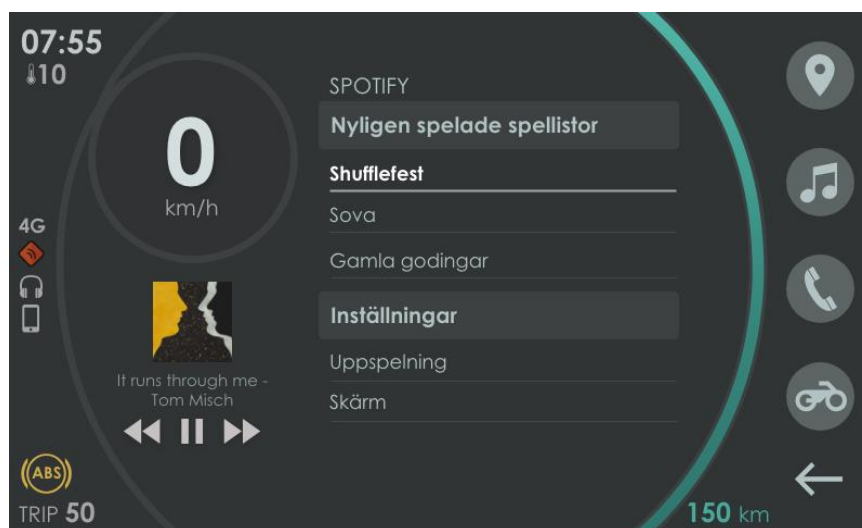 07:55
10
0
km/h
4G
It runs through me -
Tom Misch
ABS
TRIP 50
SPOTIFY
Nyligen spelade spellistor
Shufflefest
Sova
Gamla godingar
Inställningar
Uppspelning
Skärm
150 km